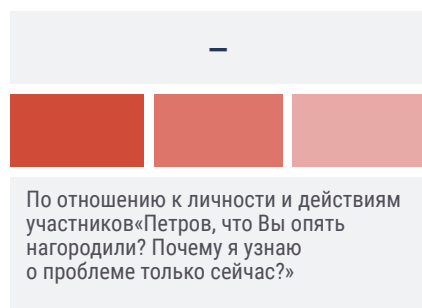 –
По отношению к личности и действиям
участников«Петров, что Вы опять
нагородили? Почему я узнаю
о проблеме только сейчас?»